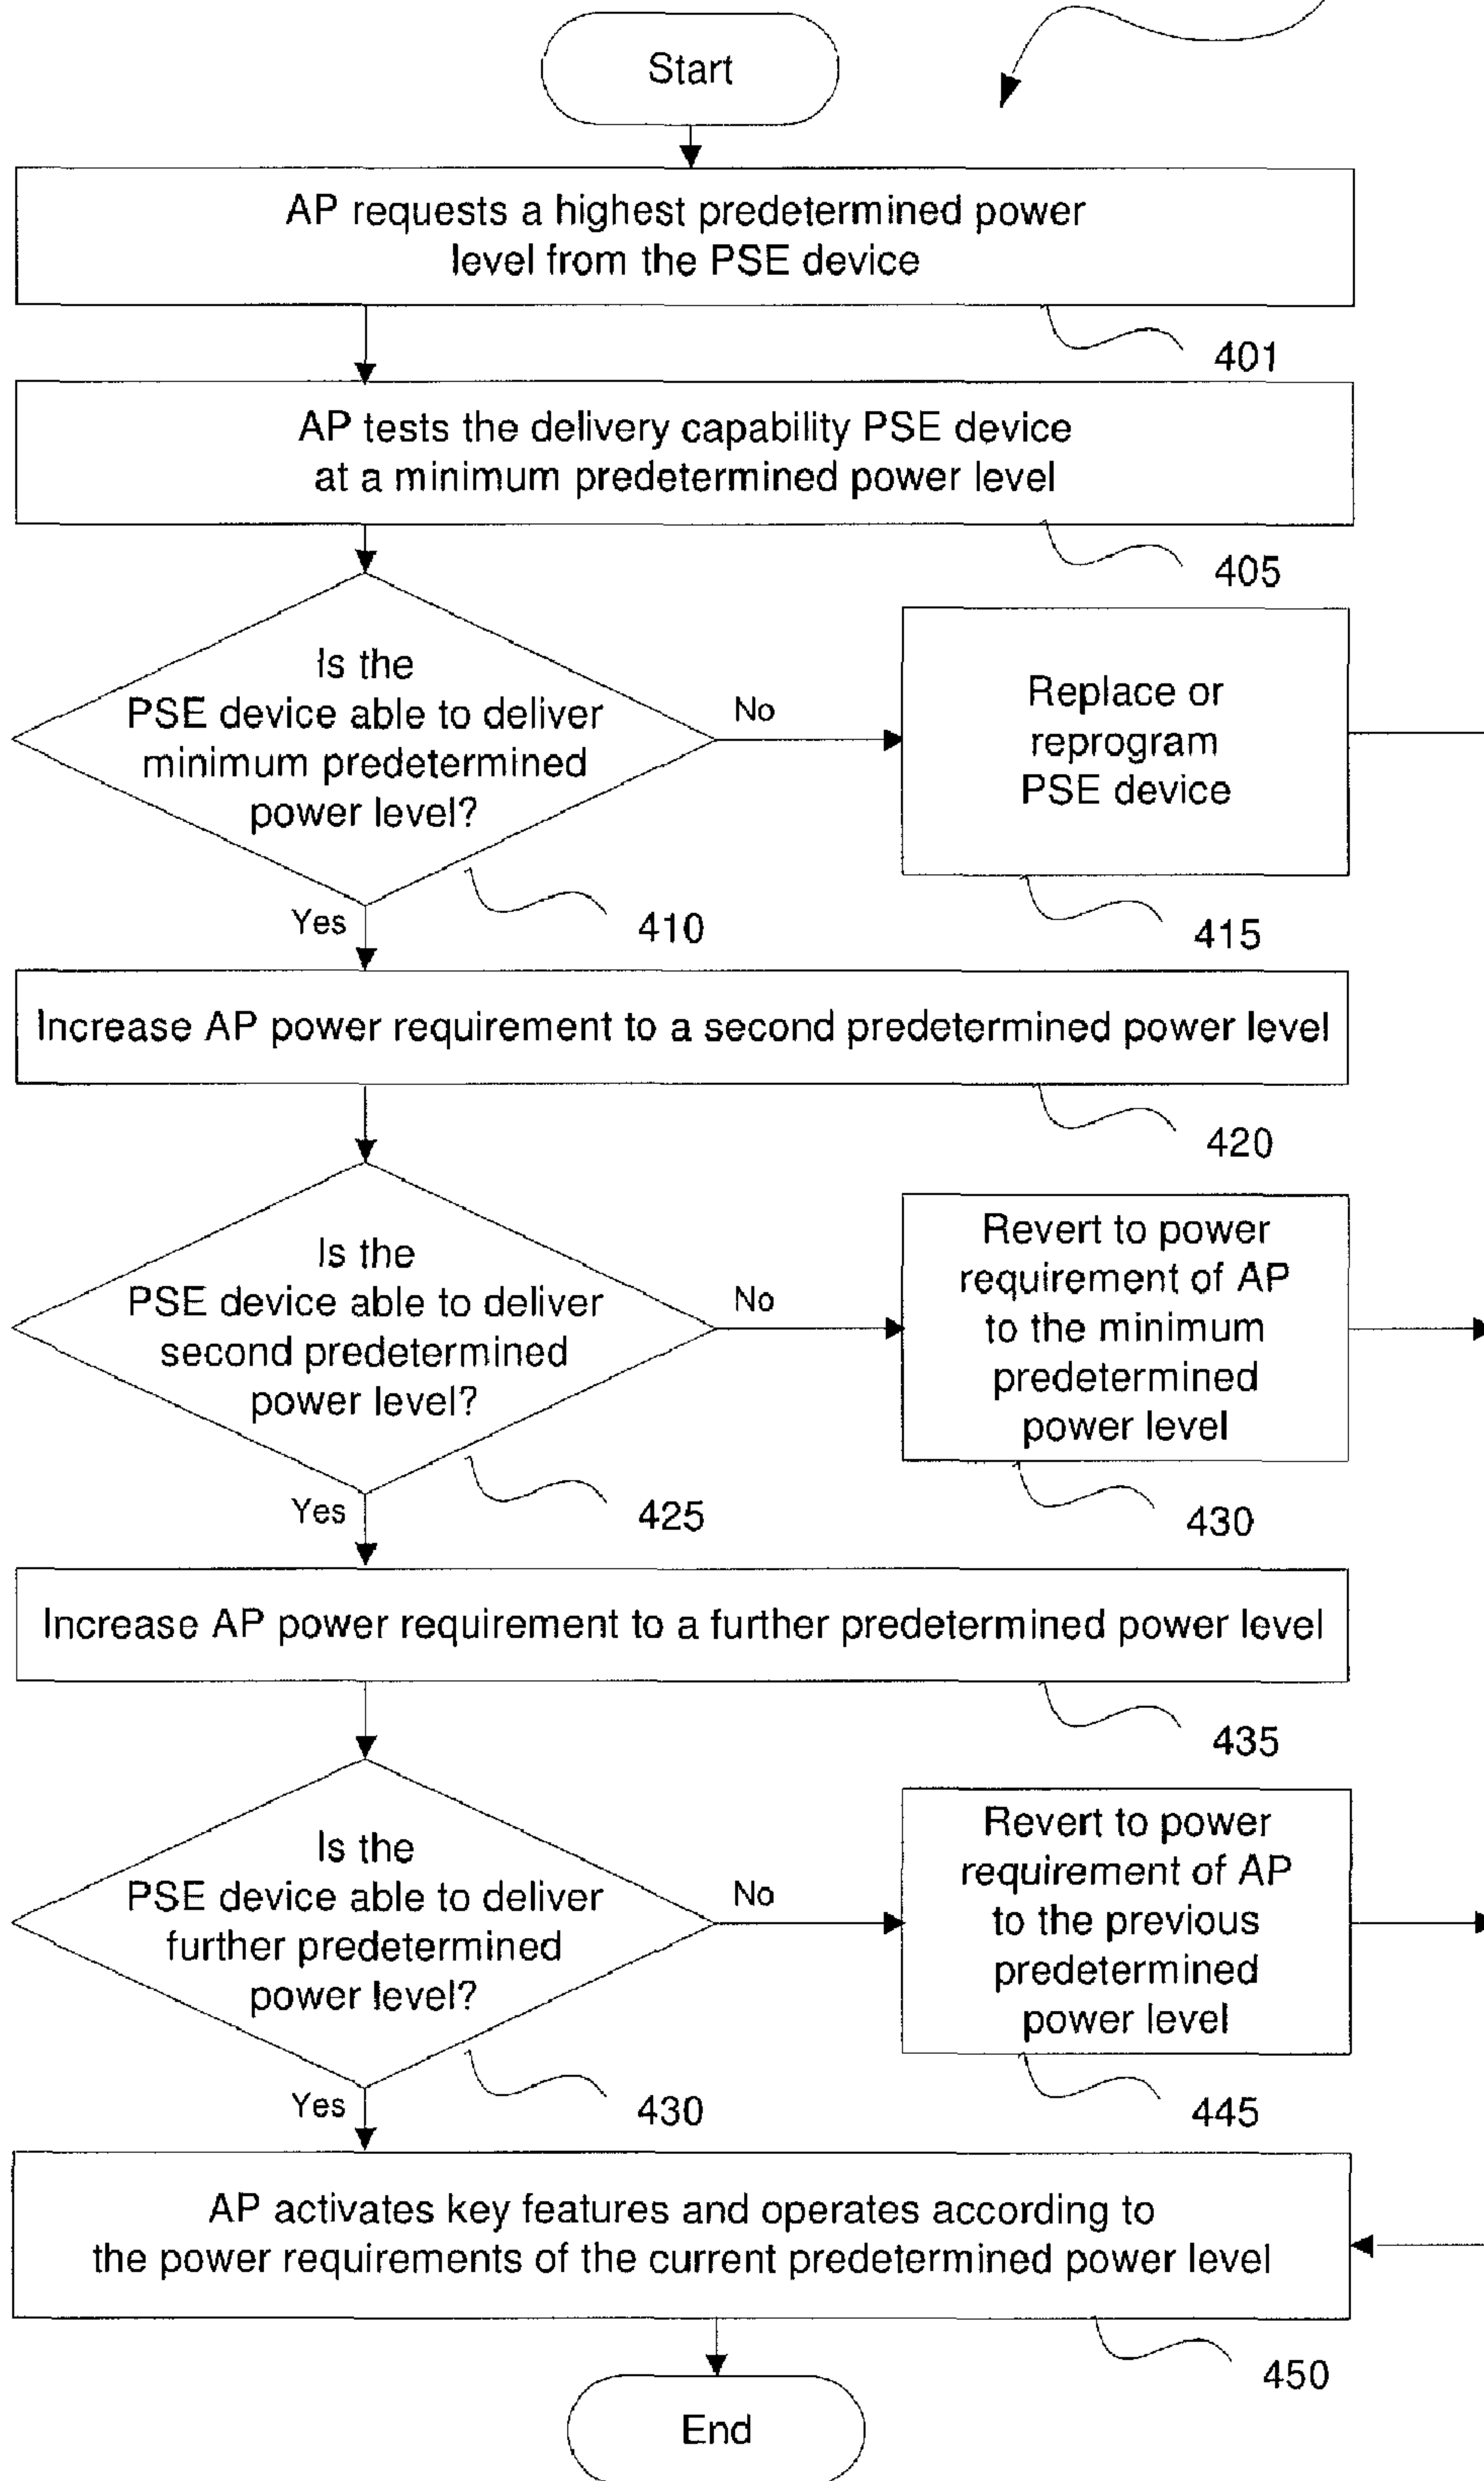 Start
AP requests a highest predetermined power
level from the PSE device
401
AP tests the delivery capability PSE device
at a minimum predetermined power level
405
Is the
PSE device able to deliver
minimum predetermined
power level?
No
Replace or
reprogram
PSE device
Yes
410
415
Increase AP power requirement to a second predetermined power level
420
Is the
PSE device able to deliver
second predetermined
power level?
No
Revert to power
requirement of AP
to the minimum
predetermined
power level
Yes
425
430
Increase AP power requirement to a further predetermined power level
435
Is the
PSE device able to deliver
further predetermined
power level?
No
Revert to power
requirement of AP
to the previous
predetermined
power level
Yes
430
445
AP activates key features and operates according to
the power requirements of the current predetermined power level
450
End